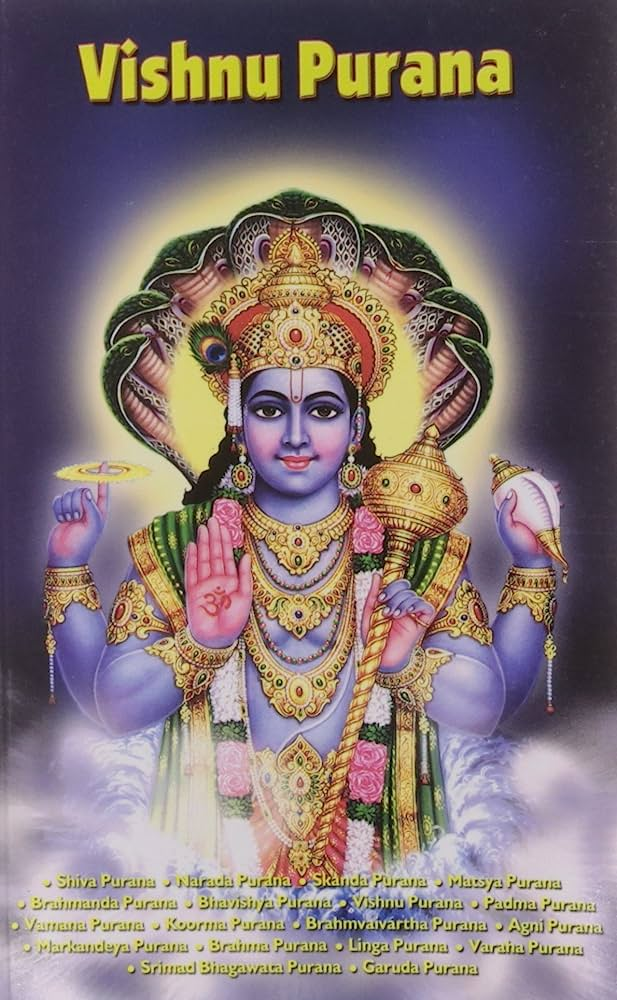 Vishnu Purana
ॐ
• Shiva Purana • Narada Purana • Skanda Purana • Matsya Purana
• Brahmanda Purana • Bhavishya Purana • Vishnu Purana • Padma Purana
• Vamana Purana • Koorma Purana • Brahmvaivartha Purana • Agni Purana
• Markandeya Purana • Brahma Purana • Linga Purana • Varaha Purana
• Srimad Bhagawata Purana • Garuda Purana